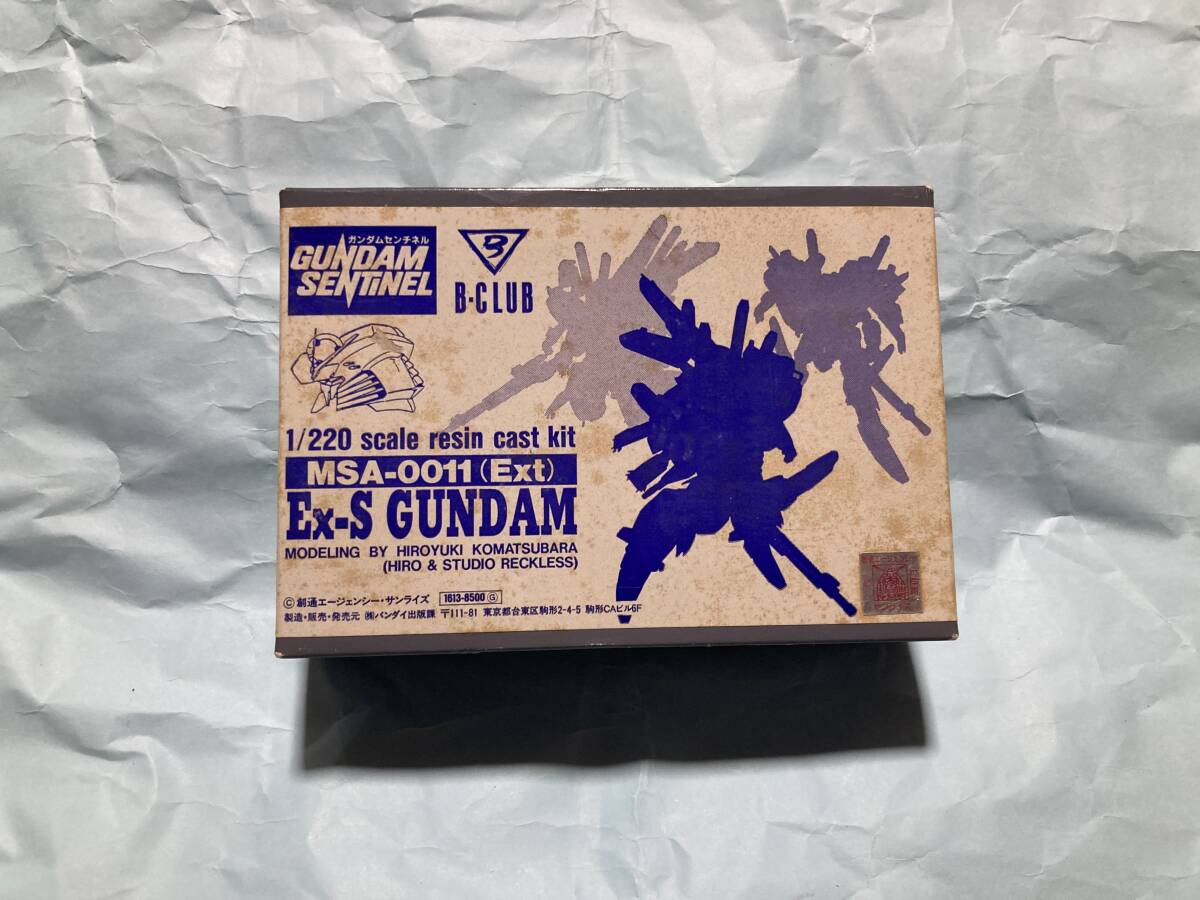 ガンダムセンチネル
GUNDAM
SENTINEL
B-CLUB
1/220 scale resin cast kit
MSA-0011(Ext)
Ex-S GUNDAM
MODELING BY HIROYUKI KOMATSUBARA
(HIRO & STUDIO RECKLESS)
©創通エージェンシー・サンライズ 1613-8500 G
製造・販売・発売元 ㈱バンダイ出版課 〒111-81 東京都台東区駒形2-4-5 駒形CAビル6F